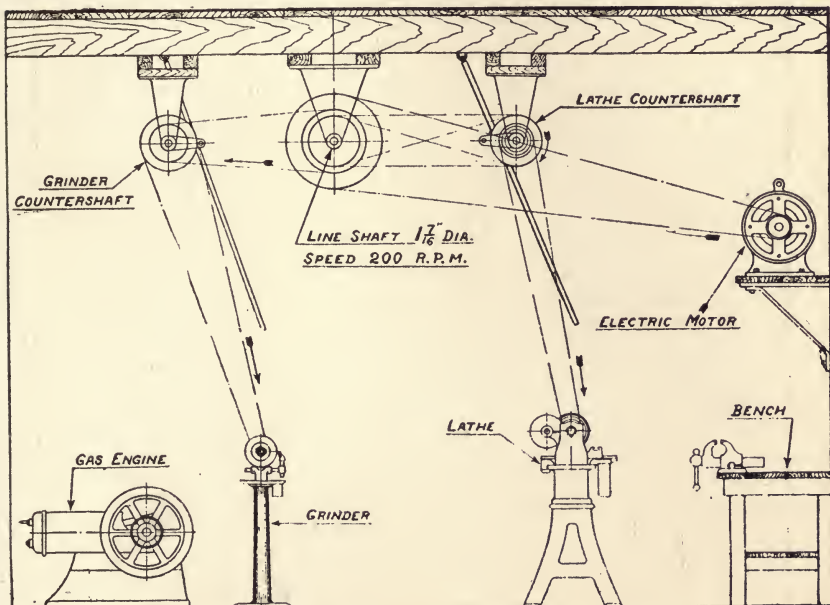 LATHE COUNTERSHAFT
GRINDER
COUNTERSHAFT
LINE SHAFT 1 7/16" DIA.
SPEED 200 R.P.M.
ELECTRIC MOTOR
LATHE
BENCH
GAS ENGINE
GRINDER